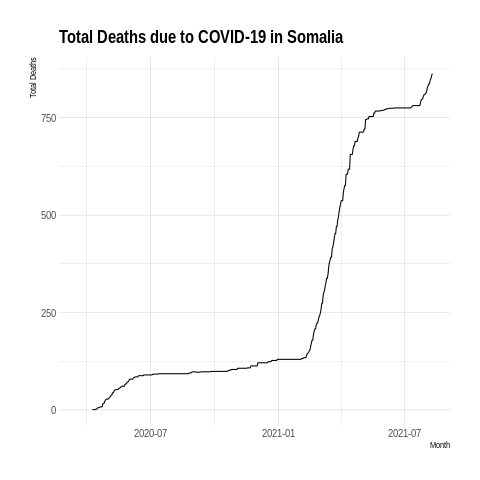 Total Deaths due to COVID-19 in Somalia
Total Deaths
750
500
250
0
2020-07
2021-01
2021-07
Month